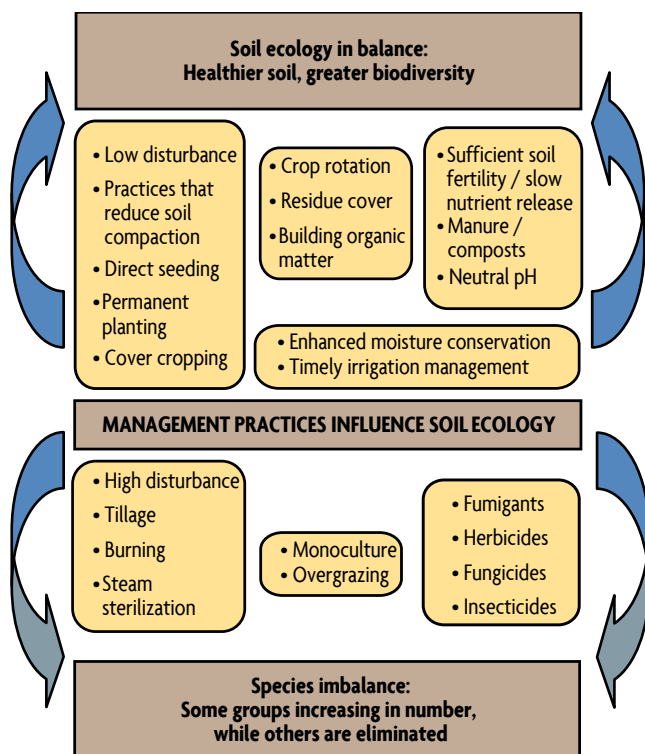 Soil ecology in balance:
Healthier soil, greater biodiversity
• Low disturbance
• Practices that
reduce soil
compaction
• Direct seeding
• Permanent
planting
• Cover cropping
• Crop rotation
• Residue cover
• Building organic
matter
• Sufficient soil
fertility / slow
nutrient release
• Manure /
composts
• Neutral pH
• Enhanced moisture conservation
• Timely irrigation management
MANAGEMENT PRACTICES INFLUENCE SOIL ECOLOGY
• High disturbance
• Tillage
• Burning
• Steam
sterilization
• Monoculture
• Overgrazing
• Fumigants
• Herbicides
• Fungicides
• Insecticides
Species imbalance:
Some groups increasing in number,
while others are eliminated